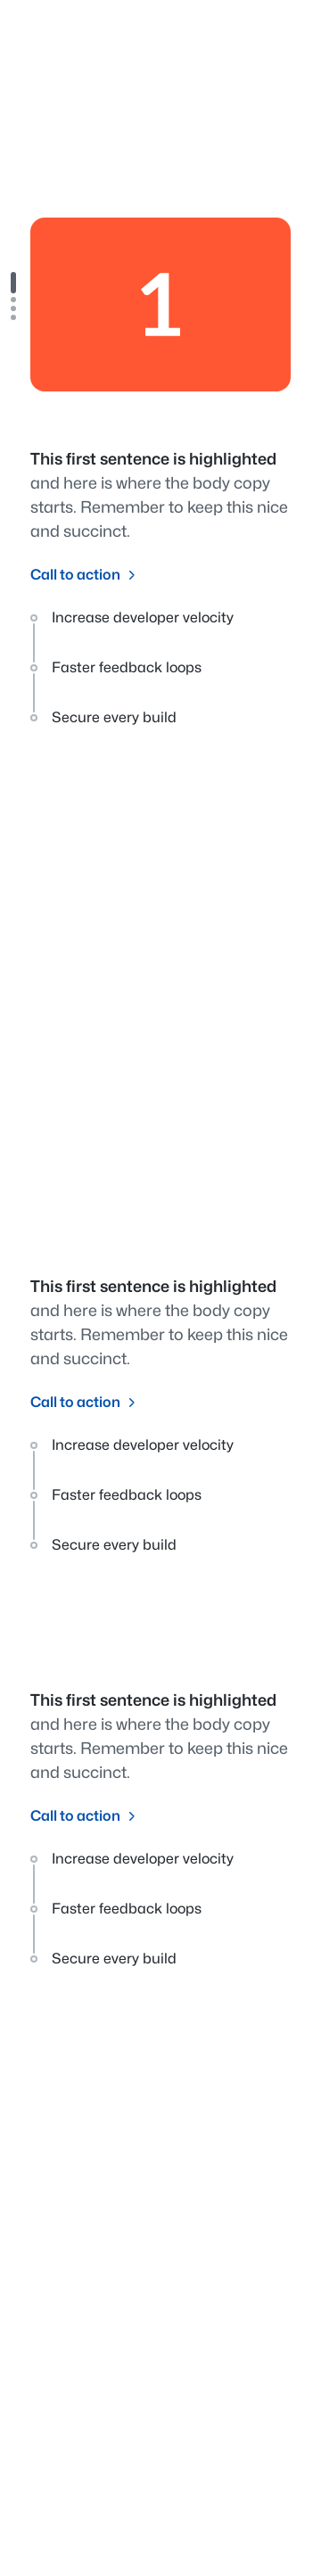 1
This first sentence is highlighted
and here is where the body copy
starts. Remember to keep this nice
and succinct.
Call to action
Increase developer velocity
Faster feedback loops
Secure every build
This first sentence is highlighted
and here is where the body copy
starts. Remember to keep this nice
and succinct.
Call to action
Increase developer velocity
Faster feedback loops
Secure every build
This first sentence is highlighted
and here is where the body copy
starts. Remember to keep this nice
and succinct.
Call to action
Increase developer velocity
Faster feedback loops
Secure every build